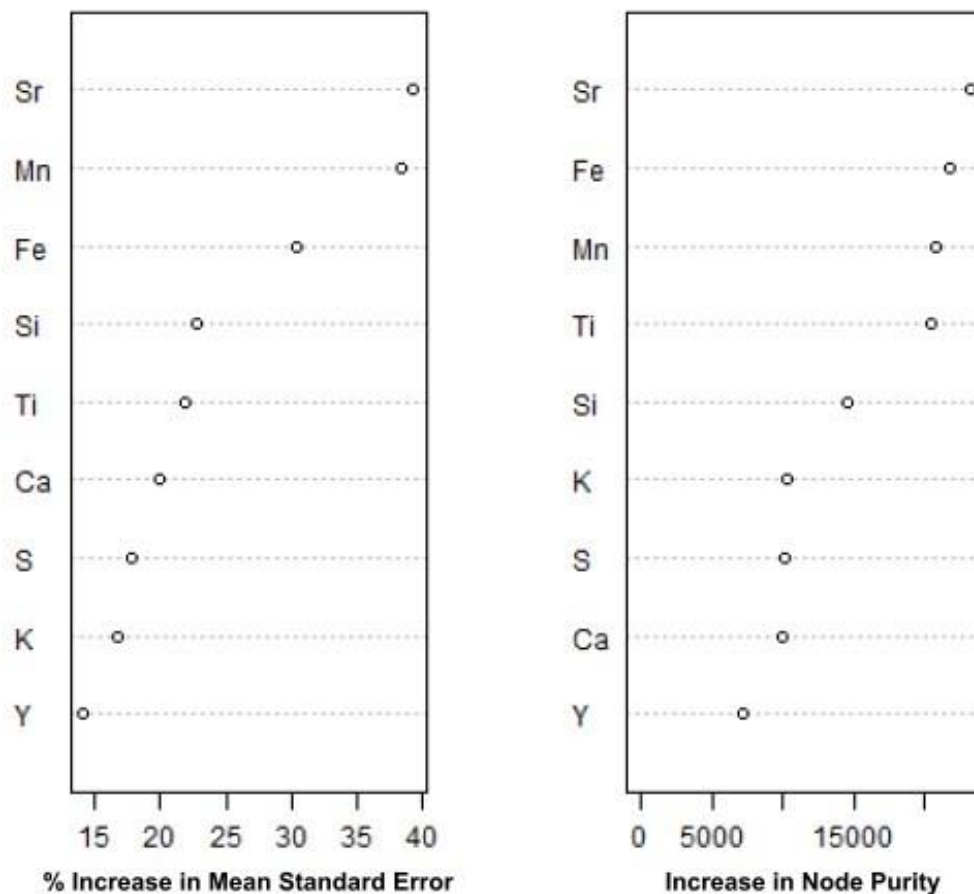 Sr
Mn
Fe
Si
Ti
Ca
S
K
Y
15 20 25 30 35 40
% Increase in Mean Standard Error
Sr
Fe
Mn
Ti
Si
K
S
Ca
Y
0 5000 15000
Increase in Node Purity